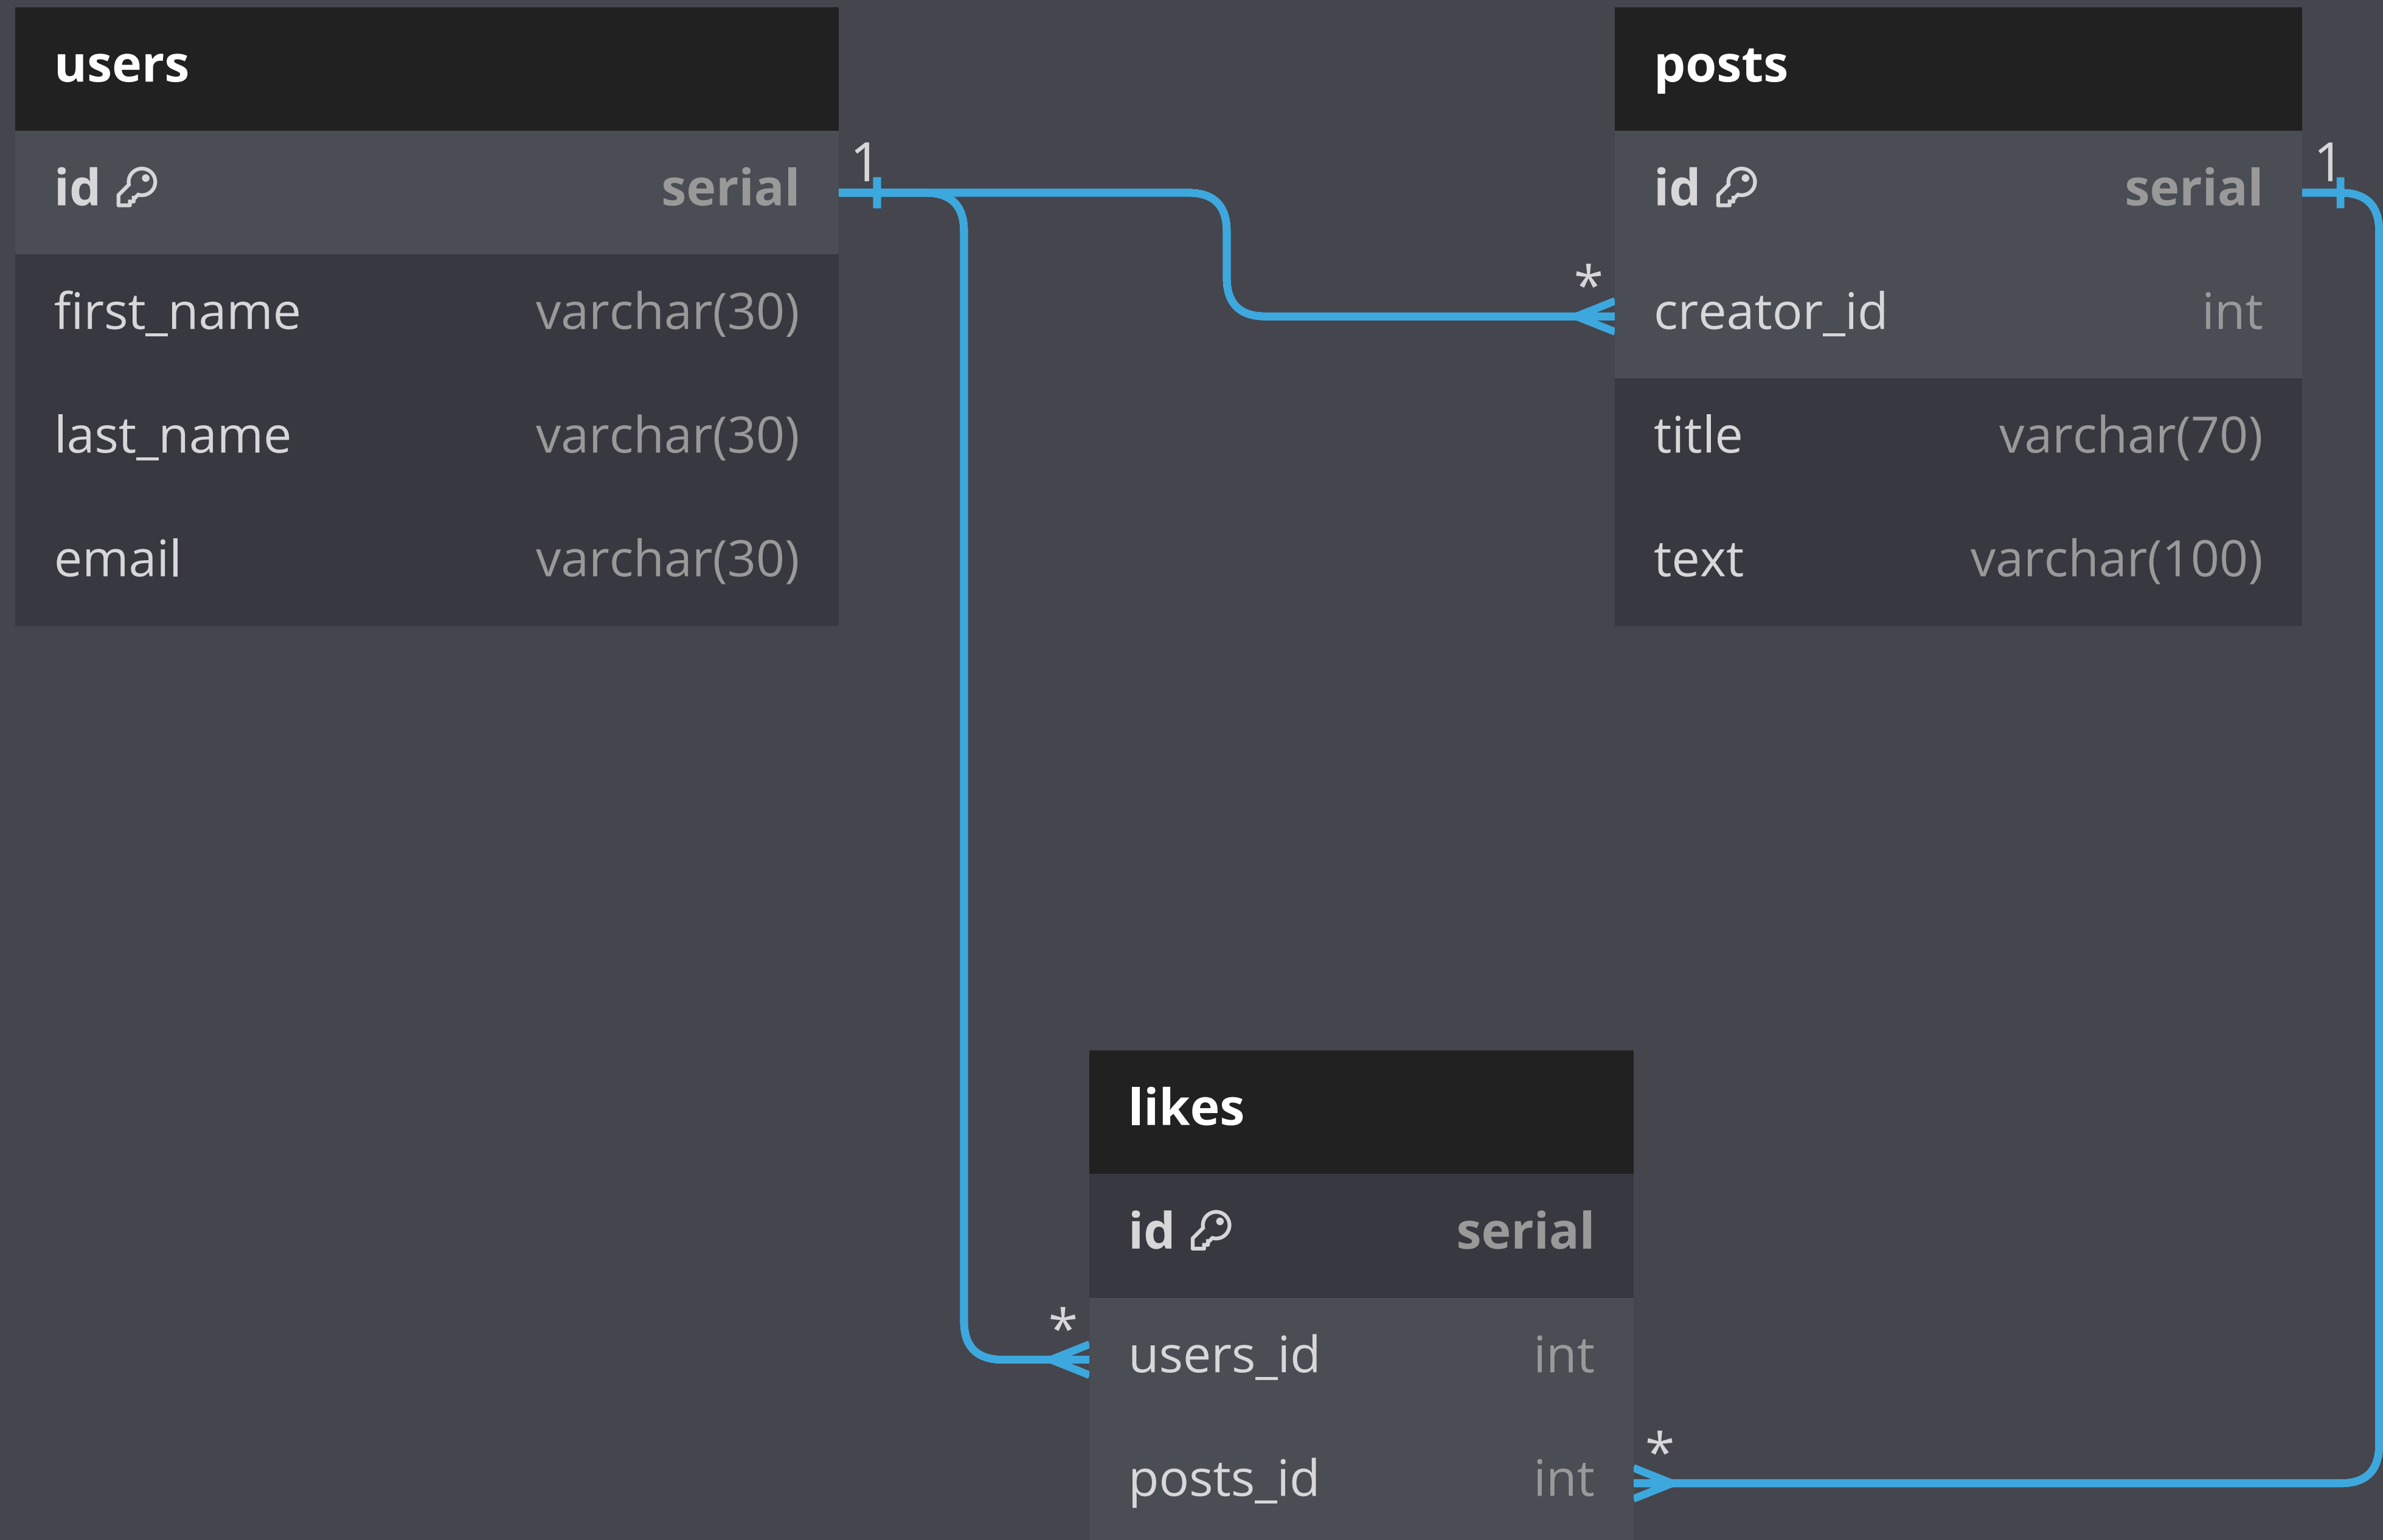 users
id serial
first_name varchar(30)
last_name varchar(30)
email varchar(30)
1
*
posts
id serial
creator_id int
title varchar(70)
text varchar(100)
1
likes
id serial
users_id int
posts_id int
*
*